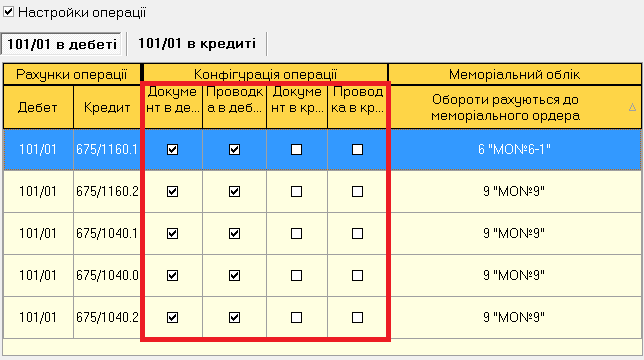 Настройки операції
101/01 в дебеті 101/01 в кредиті
Рахунки операції Конфігурація операції Меморіальний облік
Дебет Кредит Докуме Проводк Докуме Провод Обороти рахуються до
нт в де... а в деб... нт в кр... ка в кр... меморіального ордера
101/01 675/1160.1 6 "МО№6-1"
101/01 675/1160.2 9 "МО№9"
101/01 675/1040.1 9 "МО№9"
101/01 675/1040.0 9 "МО№9"
101/01 675/1040.2 9 "МО№9"